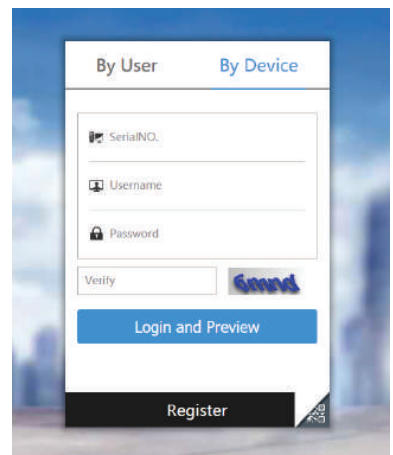 By User
By Device
SerialNO.
Username
Password
Verify
6mnd
Login and Preview
Register